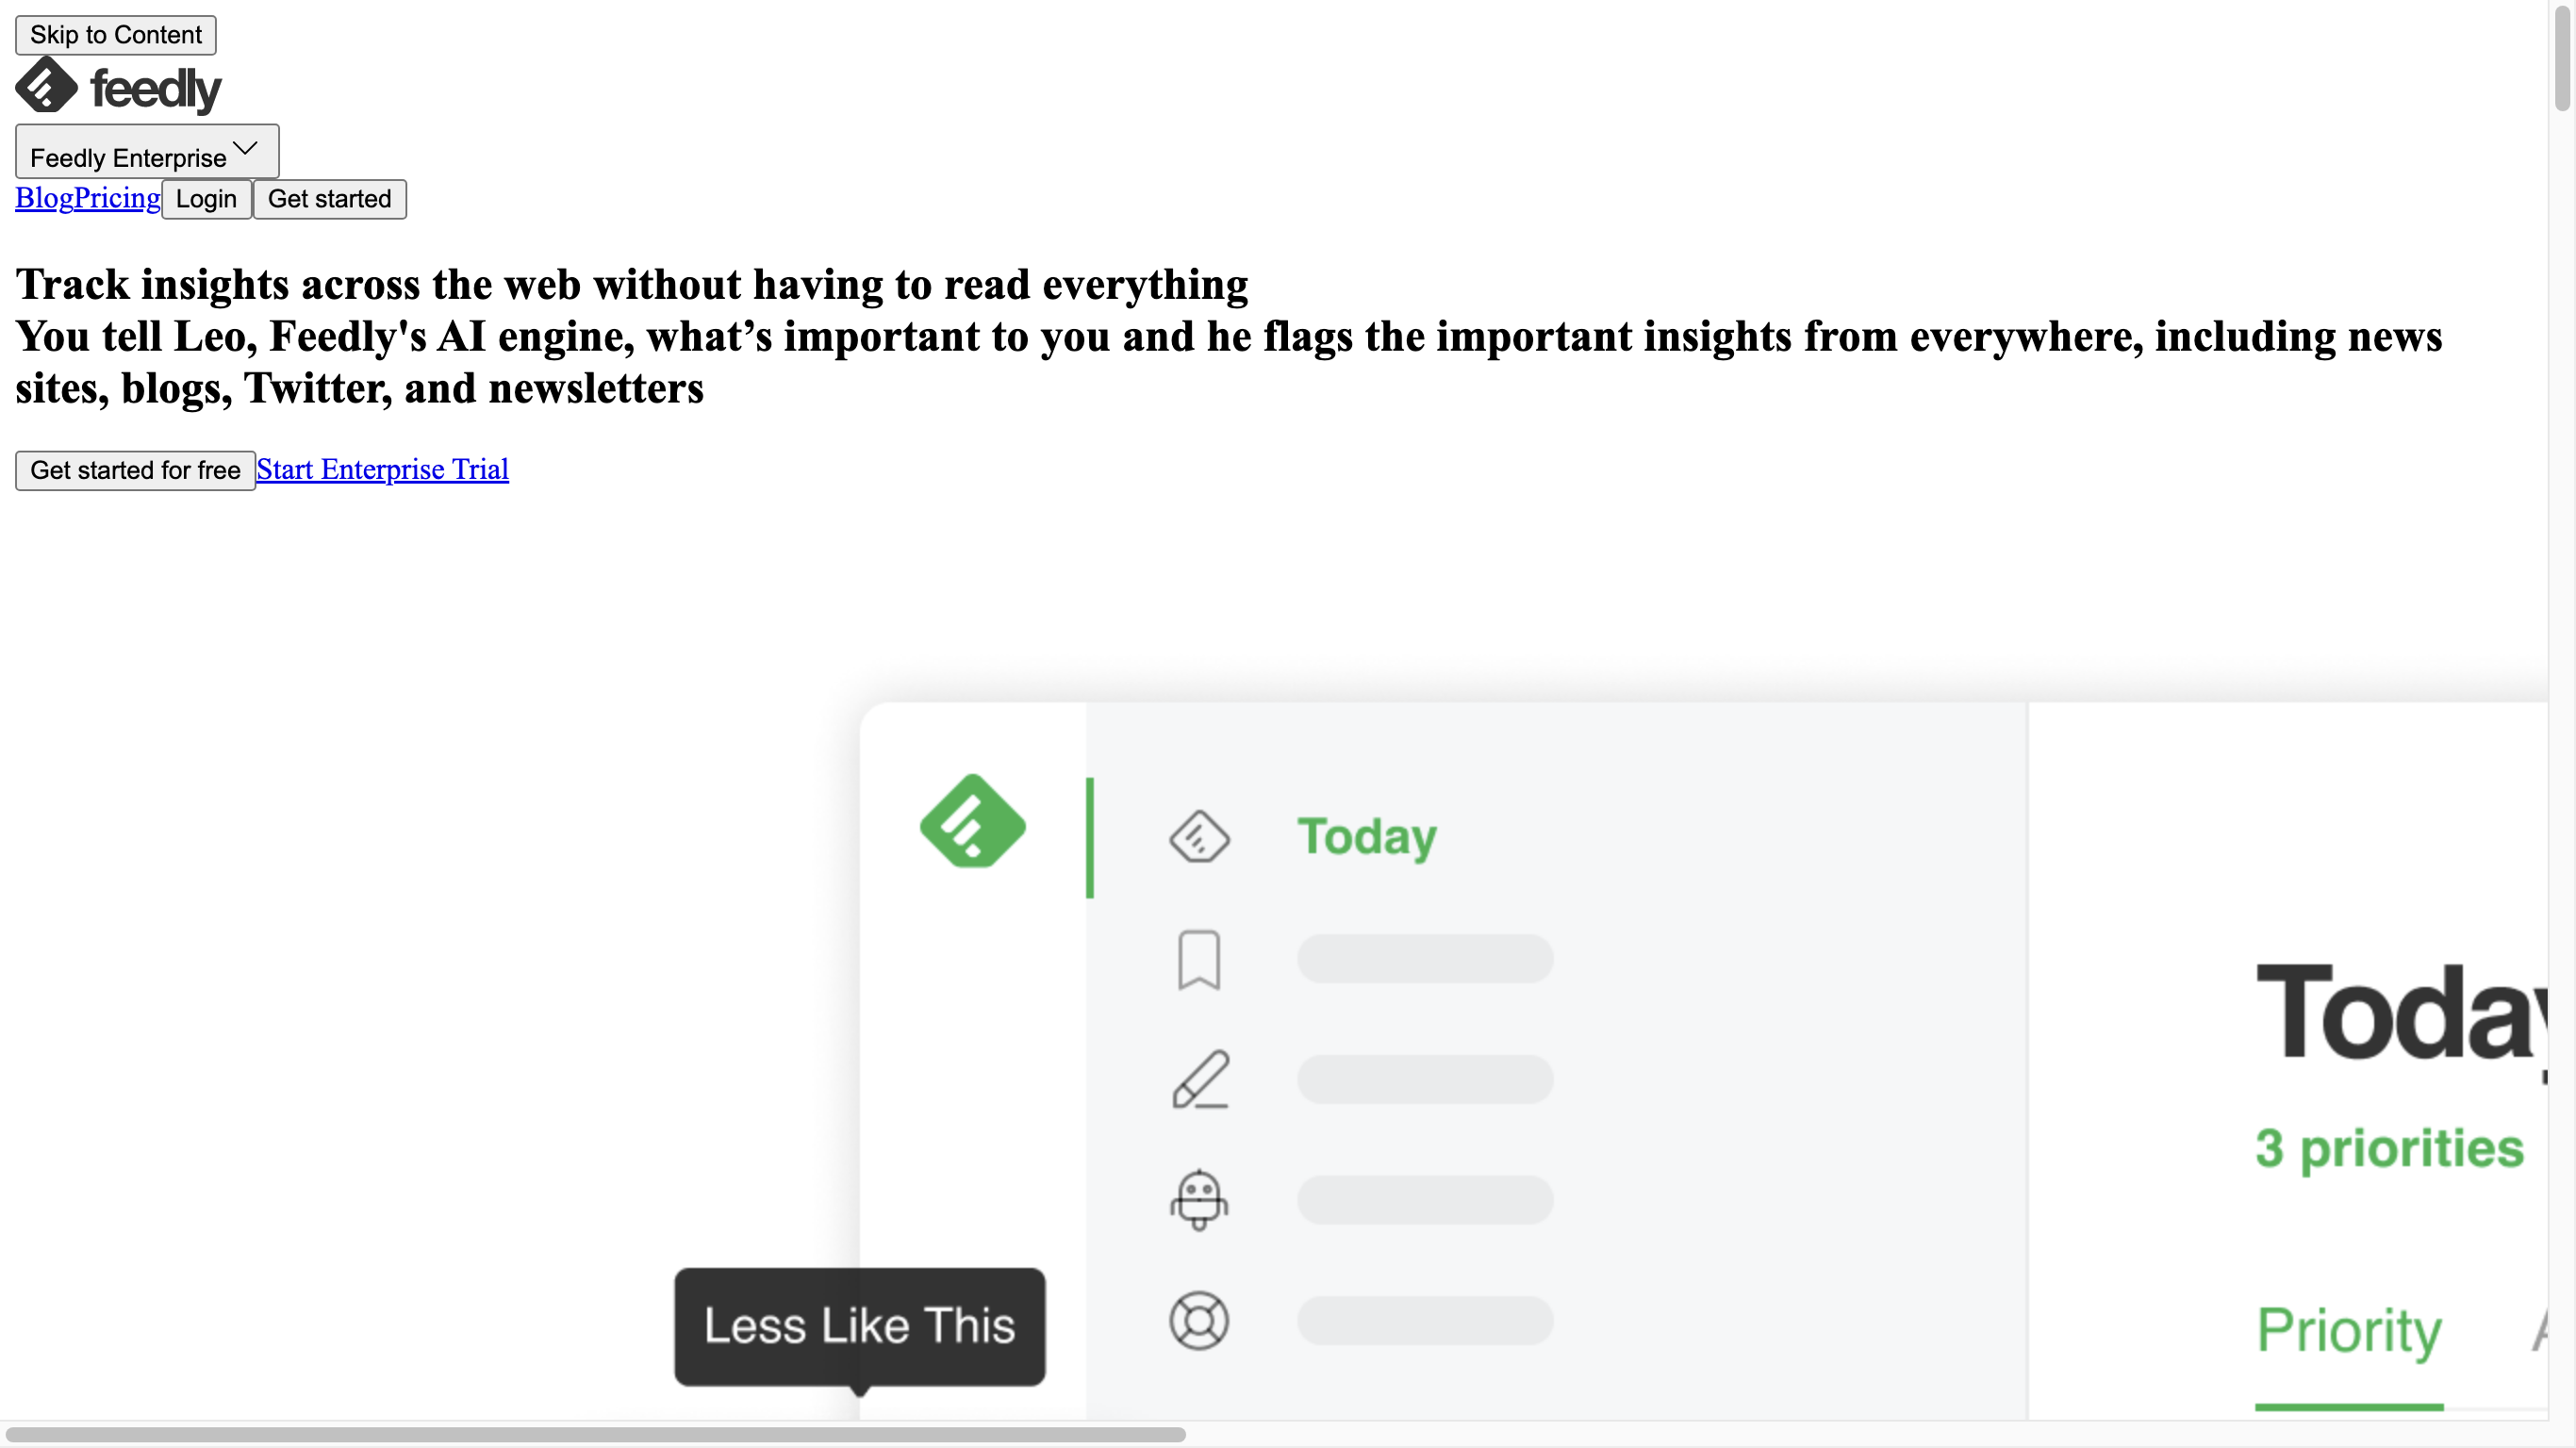 Skip to Content
feedly
Feedly Enterprise
BlogPricing Login Get started
Track insights across the web without having to read everything
You tell Leo, Feedly's AI engine, what’s important to you and he flags the important insights from everywhere, including news
sites, blogs, Twitter, and newsletters
Get started for free Start Enterprise Trial
Today
Today
3 priorities
Priority
Less Like This